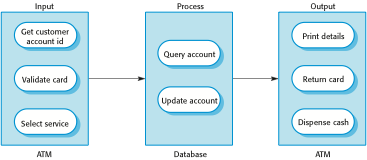 Input
Process
Output
Get customer
account id
Validate card
Select service
Query account
Update account
Print details
Return card
Dispense cash
ATM
Database
ATM